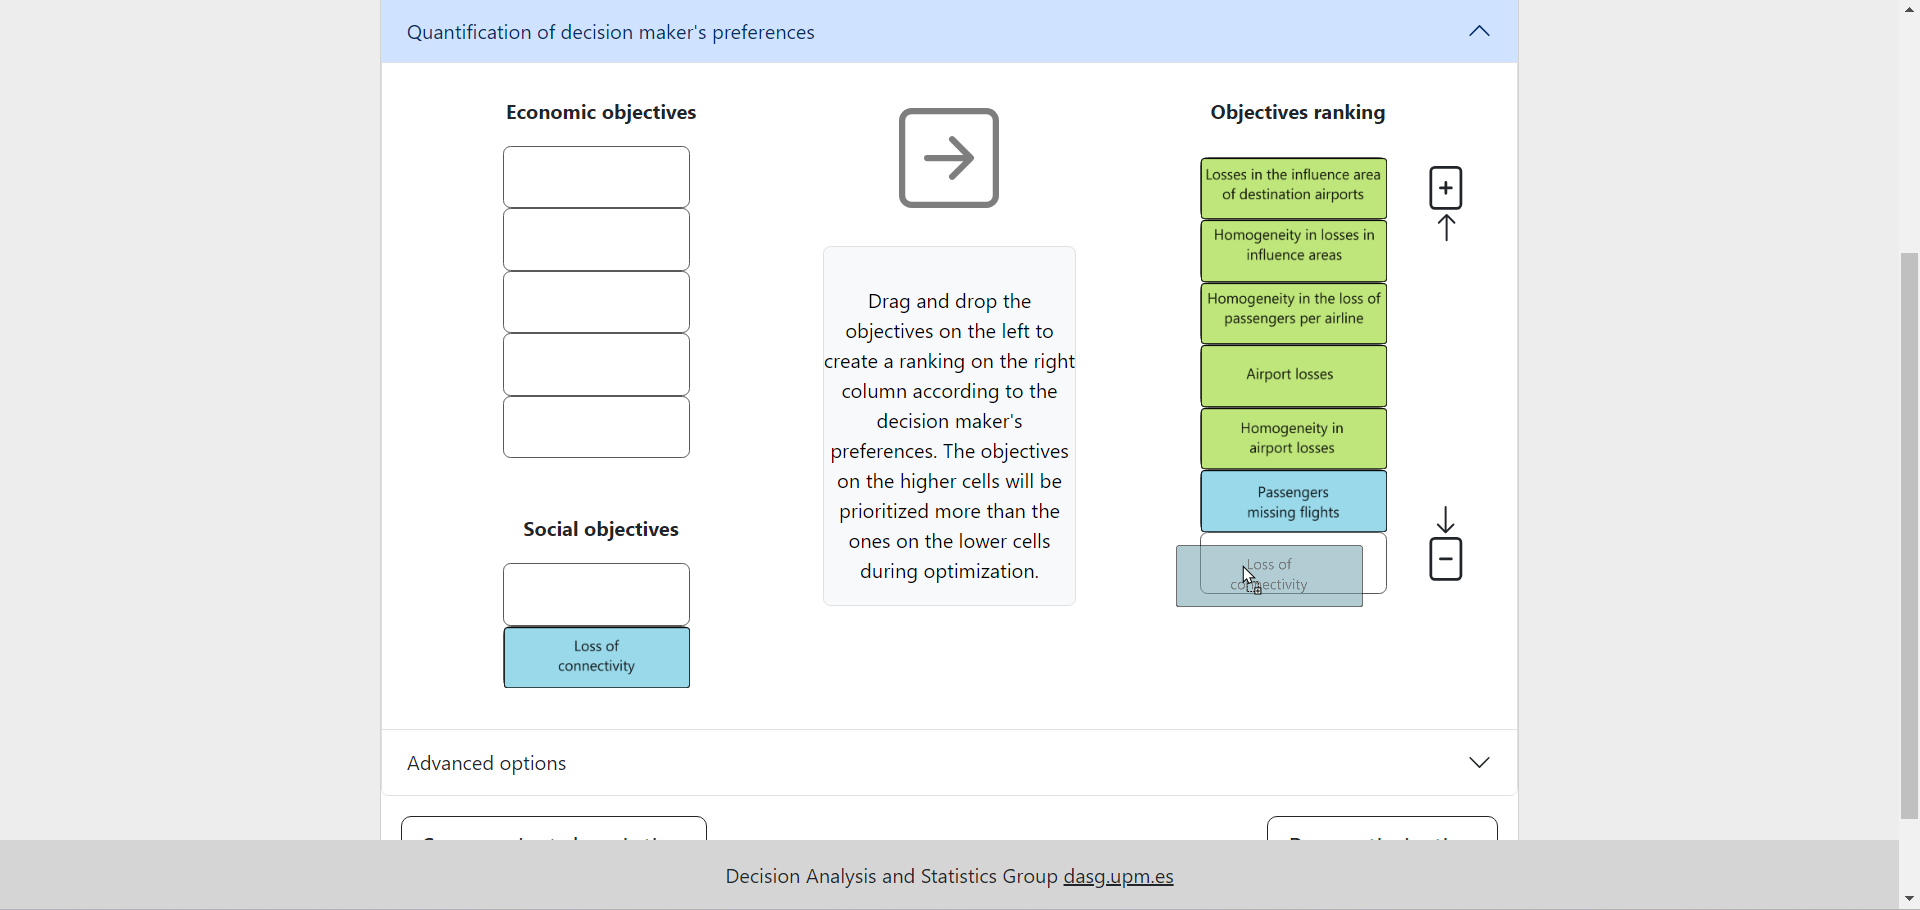 Quantification of decision maker's preferences
Economic objectives
Drag and drop the
objectives on the left to
create a ranking on the right
column according to the
decision maker's
preferences. The objectives
on the higher cells will be
prioritized more than the
ones on the lower cells
during optimization.
Objectives ranking
Losses in the influence area
of destination airports
Homogeneity in losses in
influence areas
Homogeneity in the loss of
passengers per airline
Airport losses
Homogeneity in
airport losses
Passengers
missing flights
Loss of
connectivity
+
-
Social objectives
Loss of
connectivity
Advanced options
Decision Analysis and Statistics Group dasg.upm.es